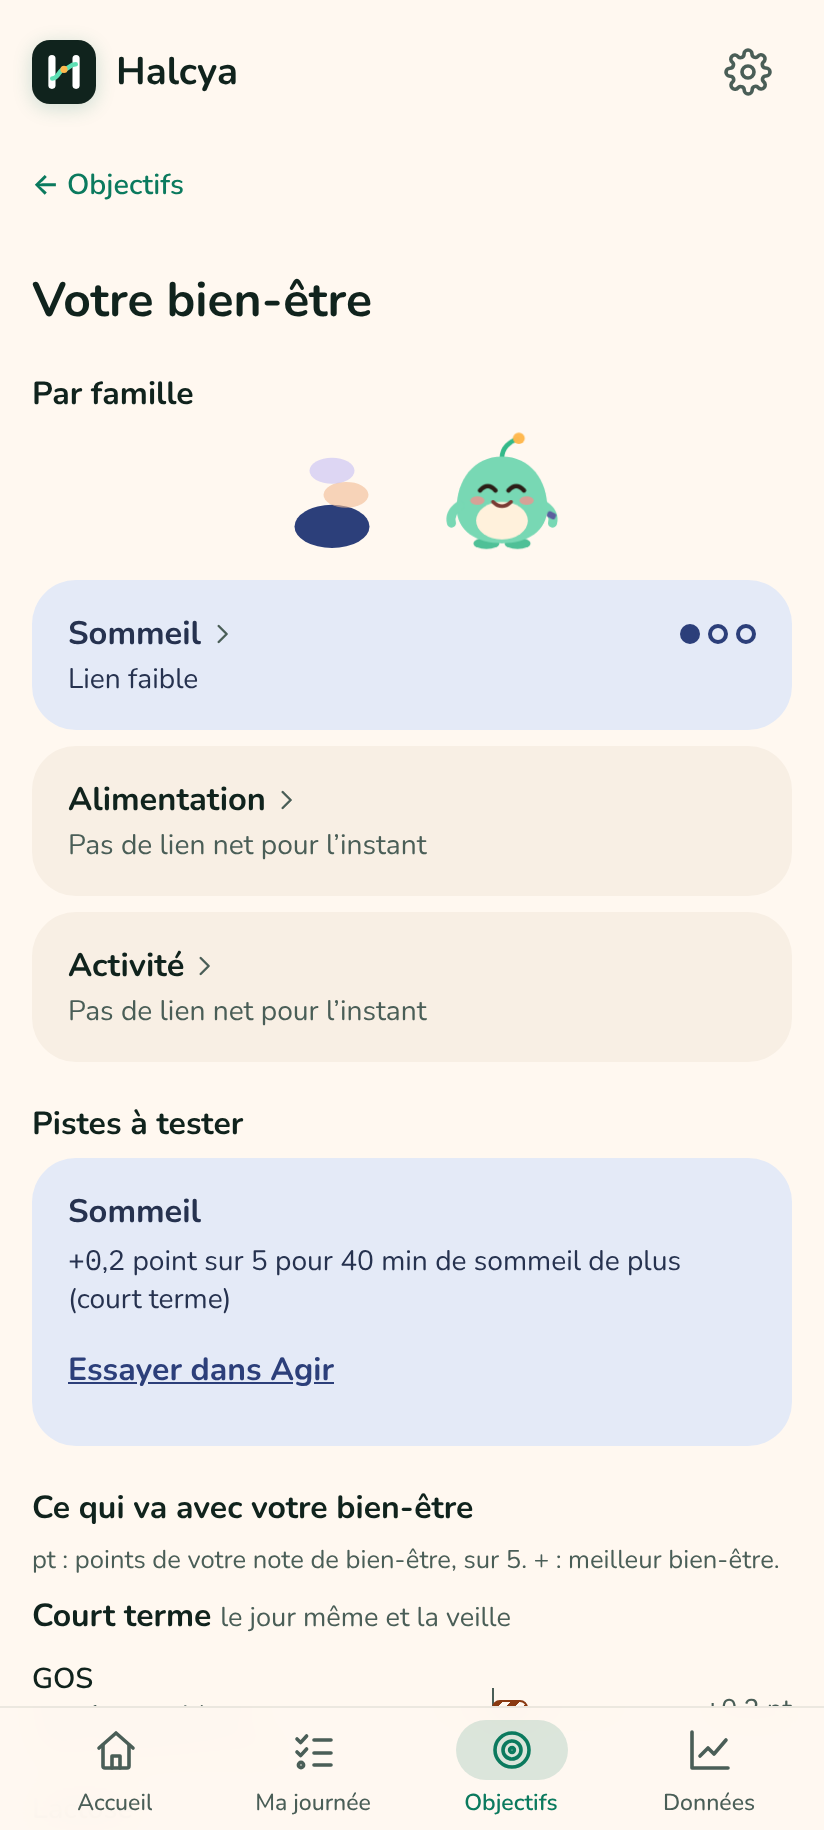 Halcya
← Objectifs
Votre bien-être
Par famille
Sommeil >
Lien faible
Alimentation >
Pas de lien net pour l’instant
Activité >
Pas de lien net pour l’instant
Pistes à tester
Sommeil
+0,2 point sur 5 pour 40 min de sommeil de plus
(court terme)
Essayer dans Agir
Ce qui va avec votre bien-être
pt : points de votre note de bien-être, sur 5. + : meilleur bien-être.
Court terme le jour même et la veille
GOS
Accueil
Ma journée
Objectifs
Données